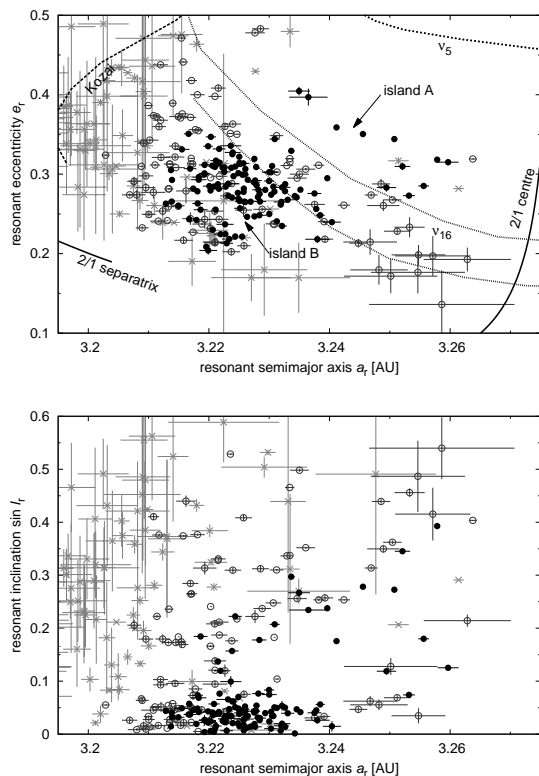 0.5
0.4
0.3
0.2
0.1
resonant eccentricity e_r
Kozai
ν5
island A
island B
ν16
2/1 separatrix
2/1 centre
3.2 3.22 3.24 3.26
resonant semimajor axis a_r [AU]
0.6
0.5
0.4
0.3
0.2
0.1
0
resonant inclination sin I_r
3.2 3.22 3.24 3.26
resonant semimajor axis a_r [AU]